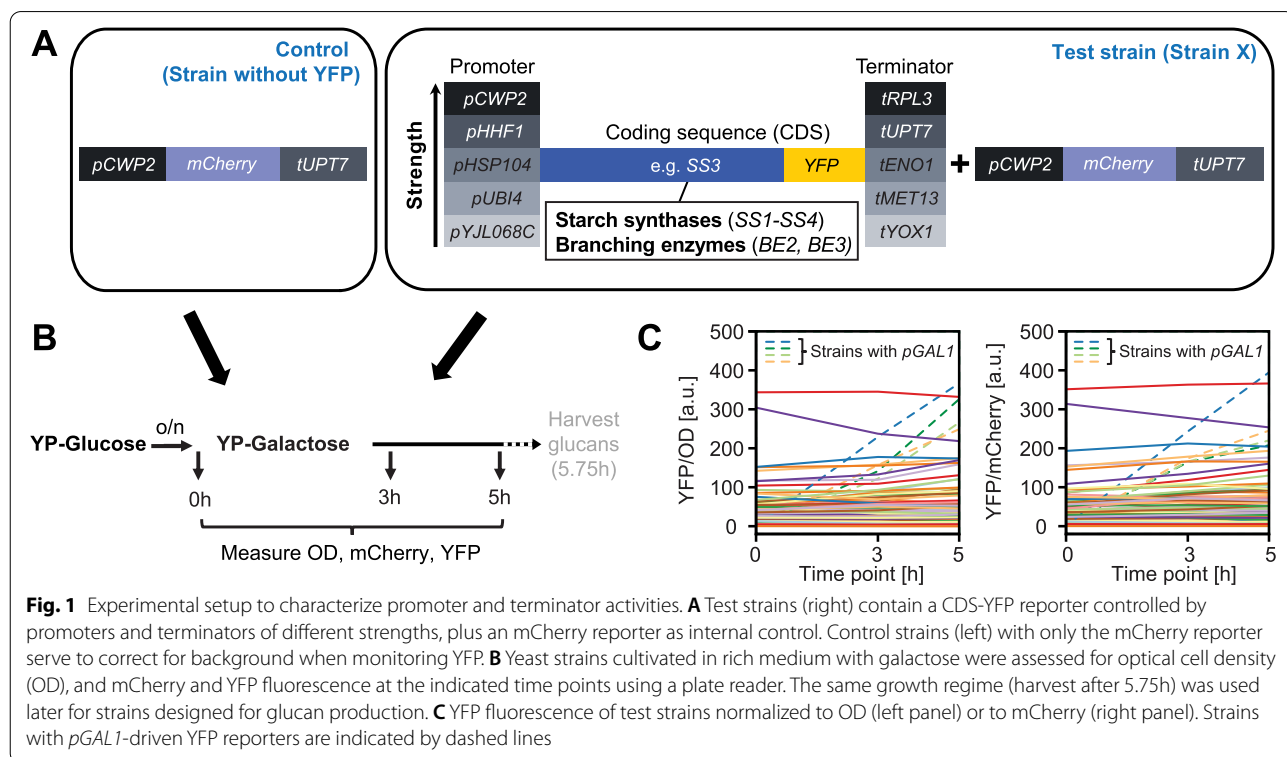 A
Control
(Strain without YFP)
pCWP2 mCherry tUPT7
Test strain (Strain X)
Promoter
Terminator
Strength
pCWP2
pHHF1
pHSP104
pUBI4
pYJL068C
Coding sequence (CDS)
e.g. SS3 YFP
Starch synthases (SS1-SS4)
Branching enzymes (BE2, BE3)
tRPL3
tUPT7
tENO1
tMET13
tYOX1
+
pCWP2 mCherry tUPT7
B
YP-Glucose
o/n
YP-Galactose
Harvest
glucans
(5.75h)
0h
3h
5h
Measure OD, mCherry, YFP
C
500
400
300
200
100
0
YFP/OD [a.u.]
Strains with pGAL1
0 3 5
Time point [h]
500
400
300
200
100
0
YFP/mCherry [a.u.]
Strains with pGAL1
0 3 5
Time point [h]
Fig. 1 Experimental setup to characterize promoter and terminator activities. A Test strains (right) contain a CDS-YFP reporter controlled by
promoters and terminators of different strengths, plus an mCherry reporter as internal control. Control strains (left) with only the mCherry reporter
serve to correct for background when monitoring YFP. B Yeast strains cultivated in rich medium with galactose were assessed for optical cell density
(OD), and mCherry and YFP fluorescence at the indicated time points using a plate reader. The same growth regime (harvest after 5.75h) was used
later for strains designed for glucan production. C YFP fluorescence of test strains normalized to OD (left panel) or to mCherry (right panel). Strains
with pGAL1-driven YFP reporters are indicated by dashed lines